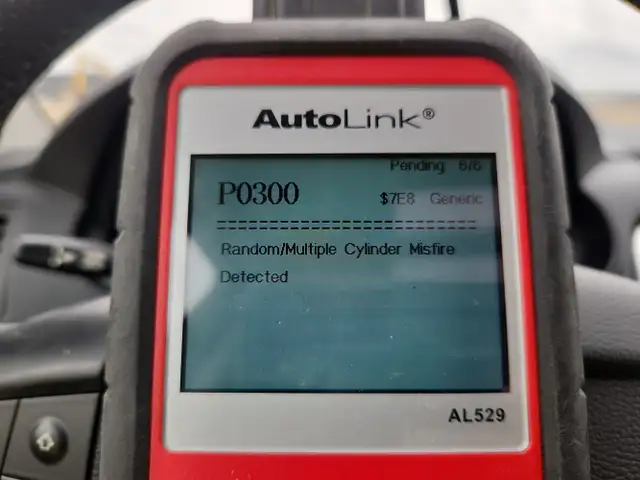 AutoLink®
Pending 6/6
P0300 $7E8 Generic
Random/Multiple Cylinder Misfire
Detected
AL529